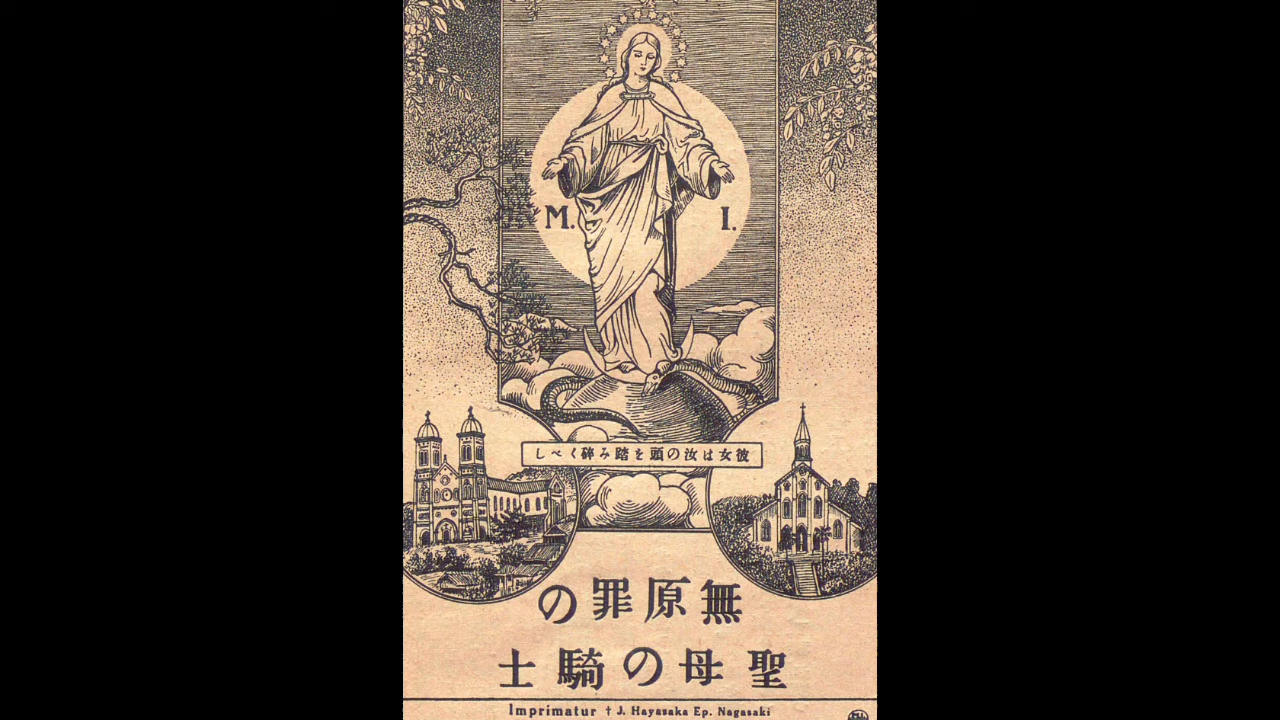 M. I.
彼女は汝の頭を踏み碎くべし
無原罪の
聖母の騎士
Imprimatur † J. Hayasaka Ep. Nagasaki